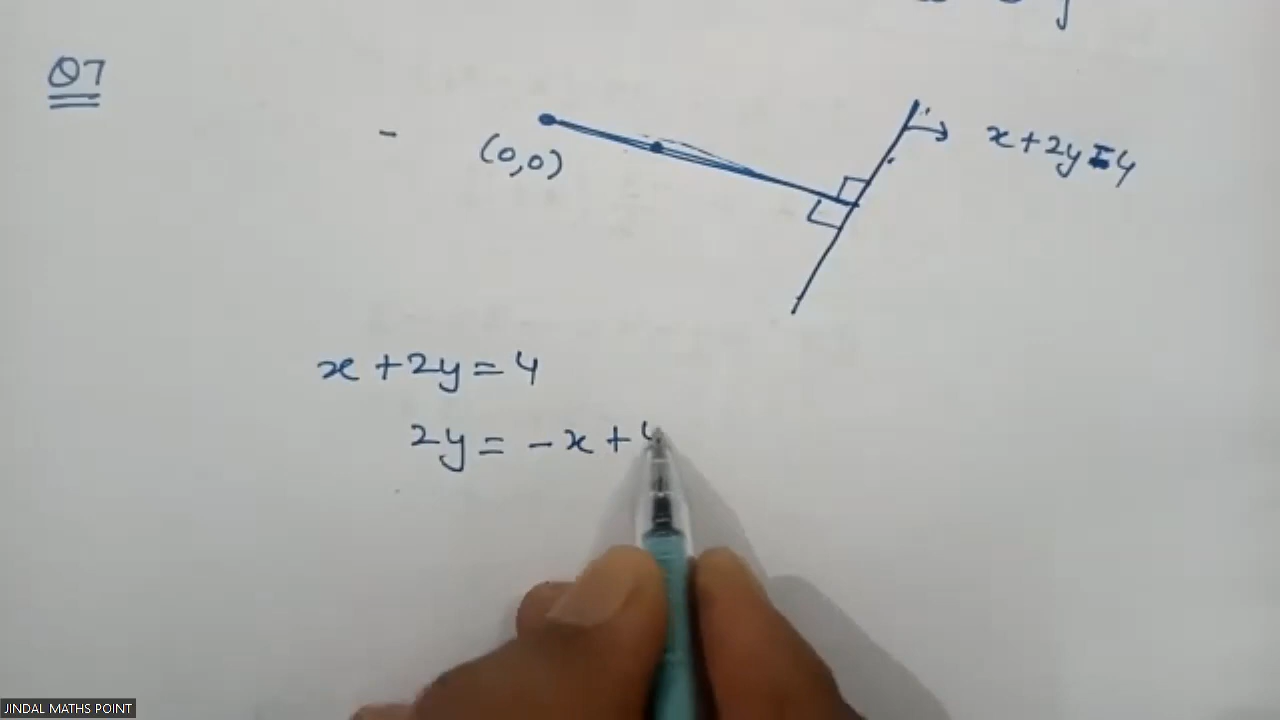 Q7
(0,0)
x+2y=4
x+2y=4
2y=-x+4
JINDAL MATHS POINT